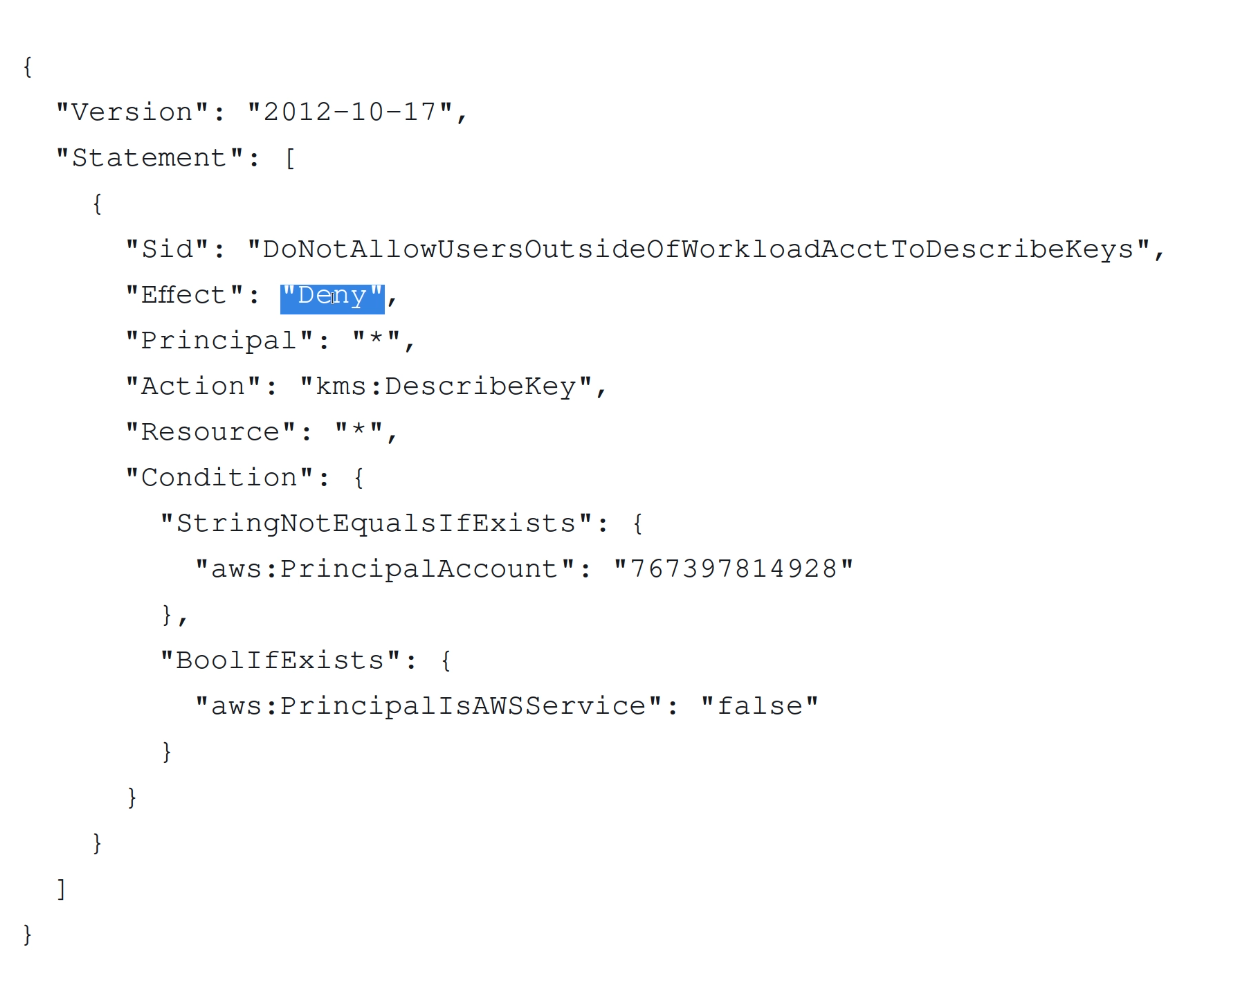 {
"Version": "2012-10-17",
"Statement": [
{
"Sid": "DoNotAllowUsersOutsideOfWorkloadAcctToDescribeKeys",
"Effect": "Deny",
"Principal": "*",
"Action": "kms:DescribeKey",
"Resource": "*",
"Condition": {
"StringNotEqualsIfExists": {
"aws:PrincipalAccount": "767397814928"
},
"BoolIfExists": {
"aws:PrincipalIsAWSService": "false"
}
}
}
]
}